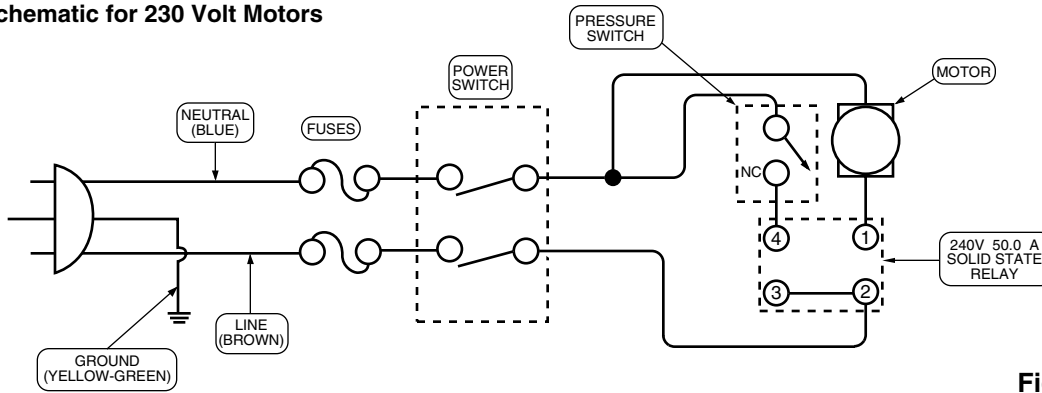 chematic for 230 Volt Motors
PRESSURE
SWITCH
POWER
SWITCH
MOTOR
NEUTRAL
(BLUE)
FUSES
NC
4
1
240V 50.0 A
SOLID STATE
RELAY
3
2
LINE
(BROWN)
GROUND
(YELLOW-GREEN)
Fi